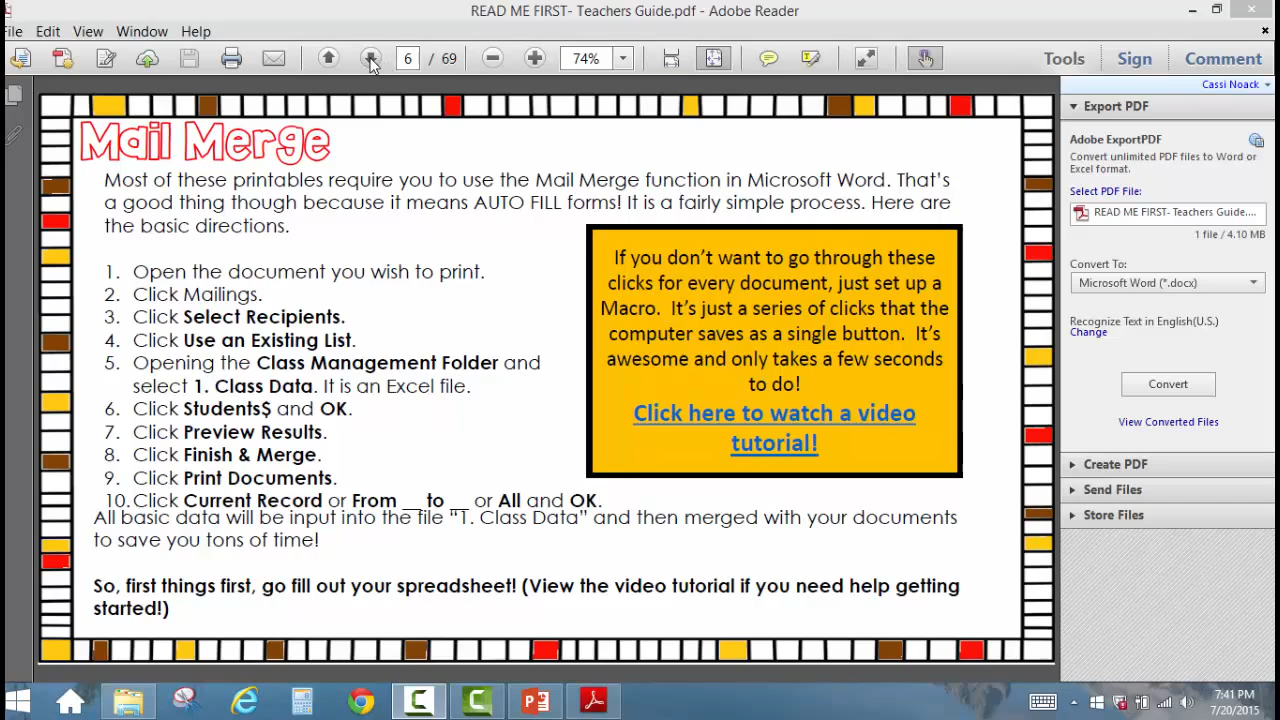 READ ME FIRST- Teachers Guide.pdf - Adobe Reader
File Edit View Window Help
6 / 69 74% Tools Sign Comment
Cassi Noack
Mail Merge
Most of these printables require you to use the Mail Merge function in Microsoft Word. That's
a good thing though because it means AUTO FILL forms! It is a fairly simple process. Here are
the basic directions.
1. Open the document you wish to print.
2. Click Mailings.
3. Click Select Recipients.
4. Click Use an Existing List.
5. Opening the Class Management Folder and
select 1. Class Data. It is an Excel file.
6. Click Students$ and OK.
7. Click Preview Results.
8. Click Finish & Merge.
9. Click Print Documents.
10. Click Current Record or From __ to __ or All and OK.
All basic data will be input into the file "1. Class Data" and then merged with your documents
to save you tons of time!
So, first things first, go fill out your spreadsheet! (View the video tutorial if you need help getting
started!)
If you don't want to go through these
clicks for every document, just set up a
Macro. It's just a series of clicks that the
computer saves as a single button. It's
awesome and only takes a few seconds
to do!
Click here to watch a video
tutorial!
Export PDF
Adobe ExportPDF
Convert unlimited PDF files to Word or
Excel format.
Select PDF File:
READ ME FIRST- Teachers Guide....
1 file / 4.10 MB
Convert To:
Microsoft Word (*.docx)
Recognize Text in English(U.S.)
Change
Convert
View Converted Files
Create PDF
Send Files
Store Files
7:41 PM
7/20/2015